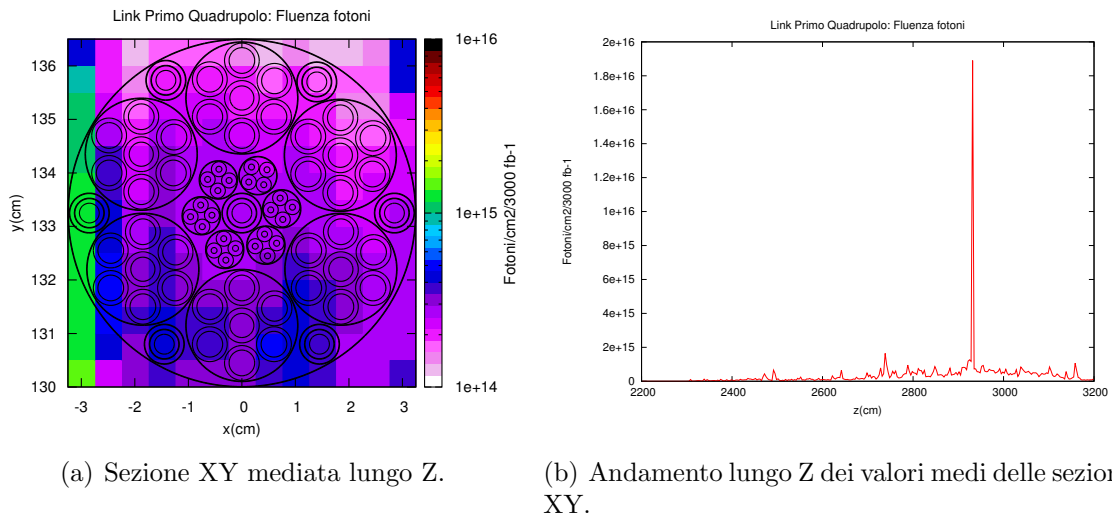 Link Primo Quadrupolo: Fluenza fotoni
136
135
134
133
132
131
130
y(cm)
-3 -2 -1 0 1 2 3
x(cm)
1e+16
1e+15
1e+14
Fotoni/cm2/3000 fb-1
(a) Sezione XY mediata lungo Z.
Link Primo Quadrupolo: Fluenza fotoni
2e+16
1.8e+16
1.6e+16
1.4e+16
1.2e+16
1e+16
8e+15
6e+15
4e+15
2e+15
0
Fotoni/cm2/3000 fb-1
2200 2400 2600 2800 3000 3200
z(cm)
(b) Andamento lungo Z dei valori medi delle sezion
XY.